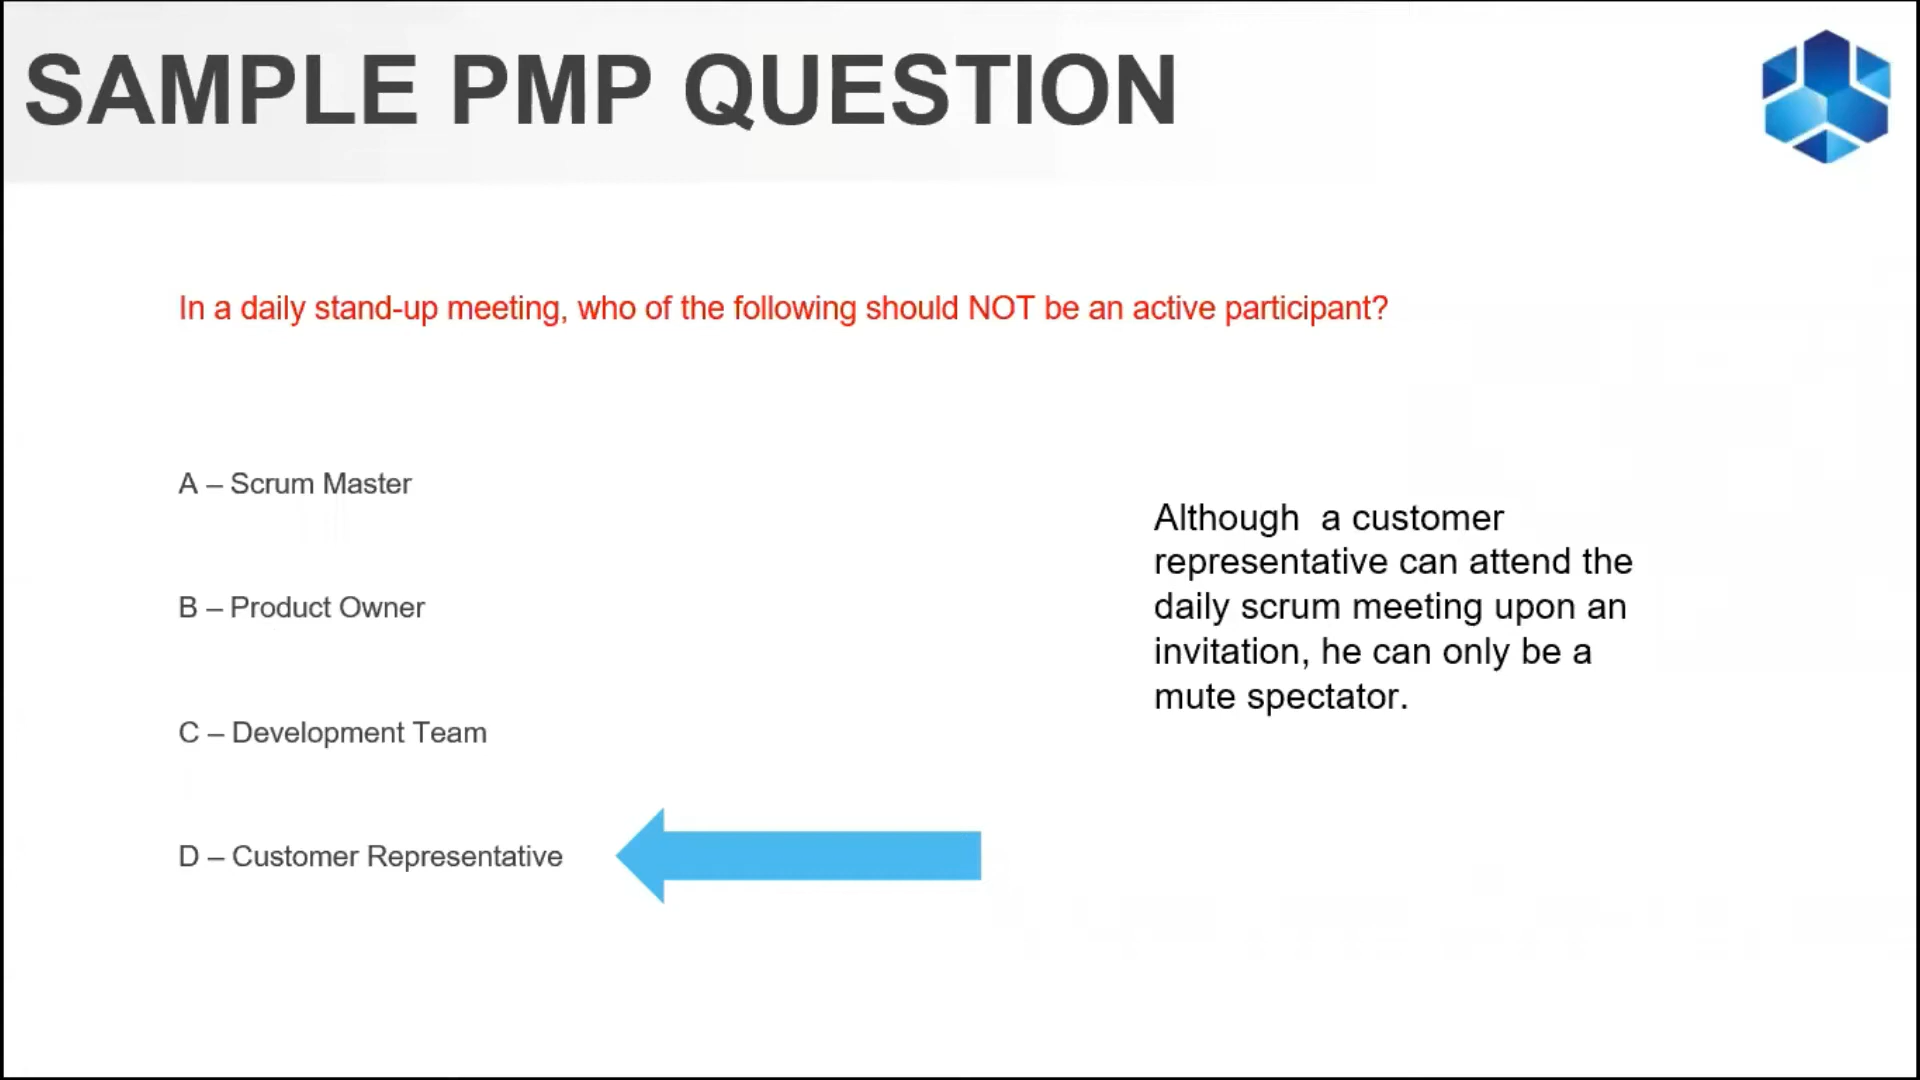 SAMPLE PMP QUESTION
In a daily stand-up meeting, who of the following should NOT be an active participant?
A – Scrum Master
B – Product Owner
C – Development Team
D – Customer Representative
Although  a customer
representative can attend the
daily scrum meeting upon an
invitation, he can only be a
mute spectator.